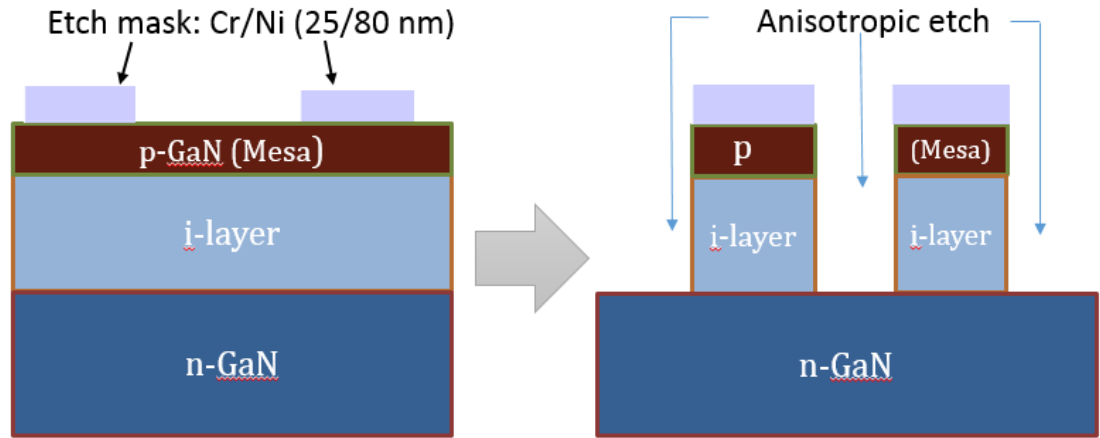 Etch mask: Cr/Ni (25/80 nm)
Anisotropic etch
p-GaN (Mesa)
i-layer
n-GaN
p
(Mesa)
i-layer
i-layer
n-GaN